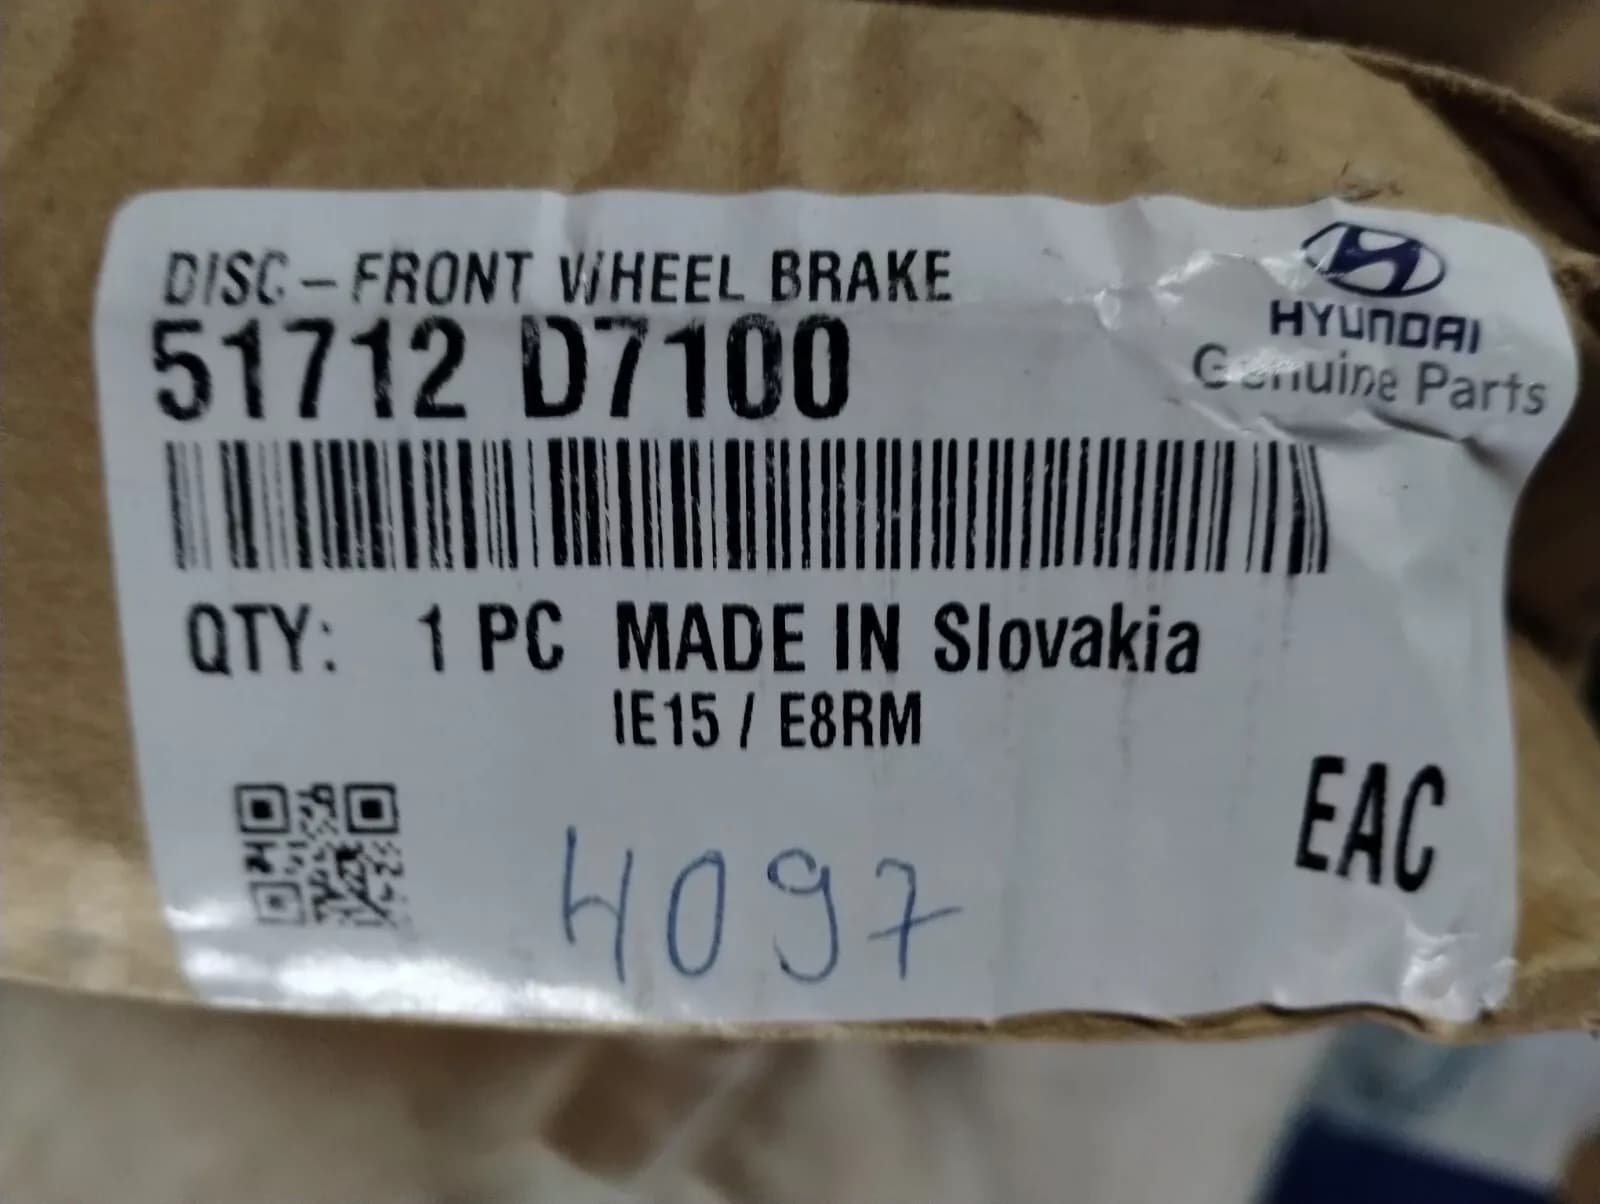 DISC-FRONT WHEEL BRAKE
51712 D7100
HYUNDAI
Genuine Parts
QTY: 1 PC MADE IN Slovakia
IE15 / E8RM
EAC
4097